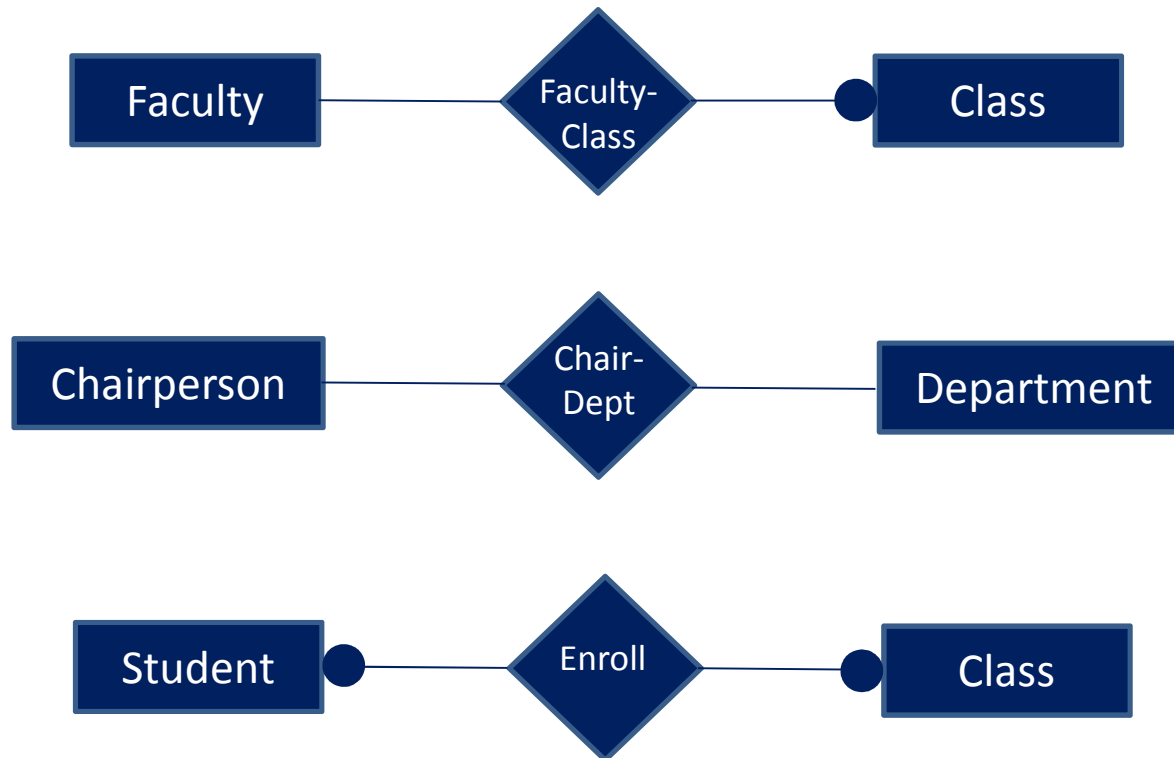 Faculty
Faculty-
Class
Class
Chairperson
Chair-
Dept
Department
Student
Enroll
Class